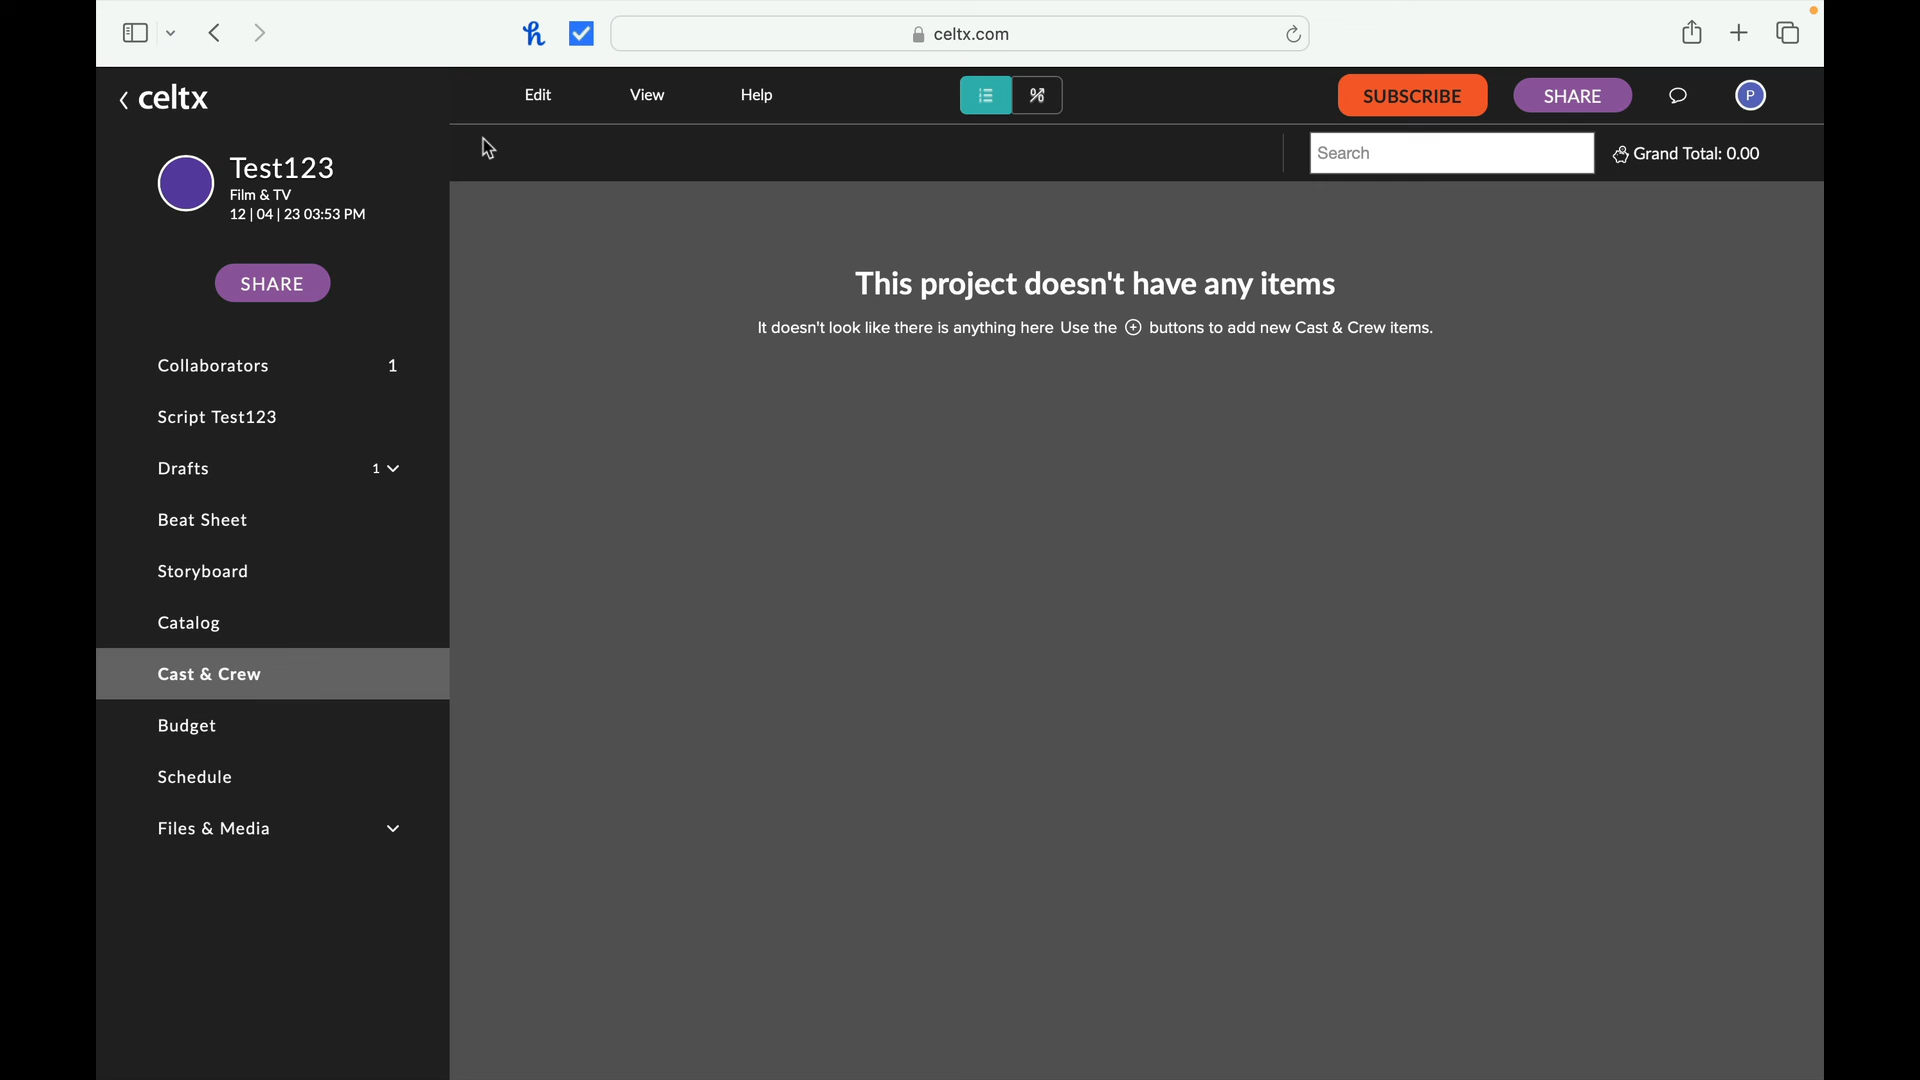 celtx.com
celtx
Edit View Help
SUBSCRIBE
SHARE
P
Test123
Film & TV
12 | 04 | 23 03:53 PM
Search
Grand Total: 0.00
SHARE
This project doesn't have any items
It doesn't look like there is anything here Use the buttons to add new Cast & Crew items.
Collaborators 1
Script Test123
Drafts 1
Beat Sheet
Storyboard
Catalog
Cast & Crew
Budget
Schedule
Files & Media